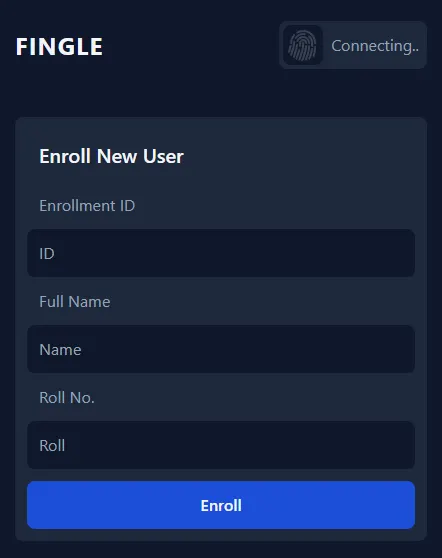 FINGLE
Connecting..
Enroll New User
Enrollment ID
ID
Full Name
Name
Roll No.
Roll
Enroll